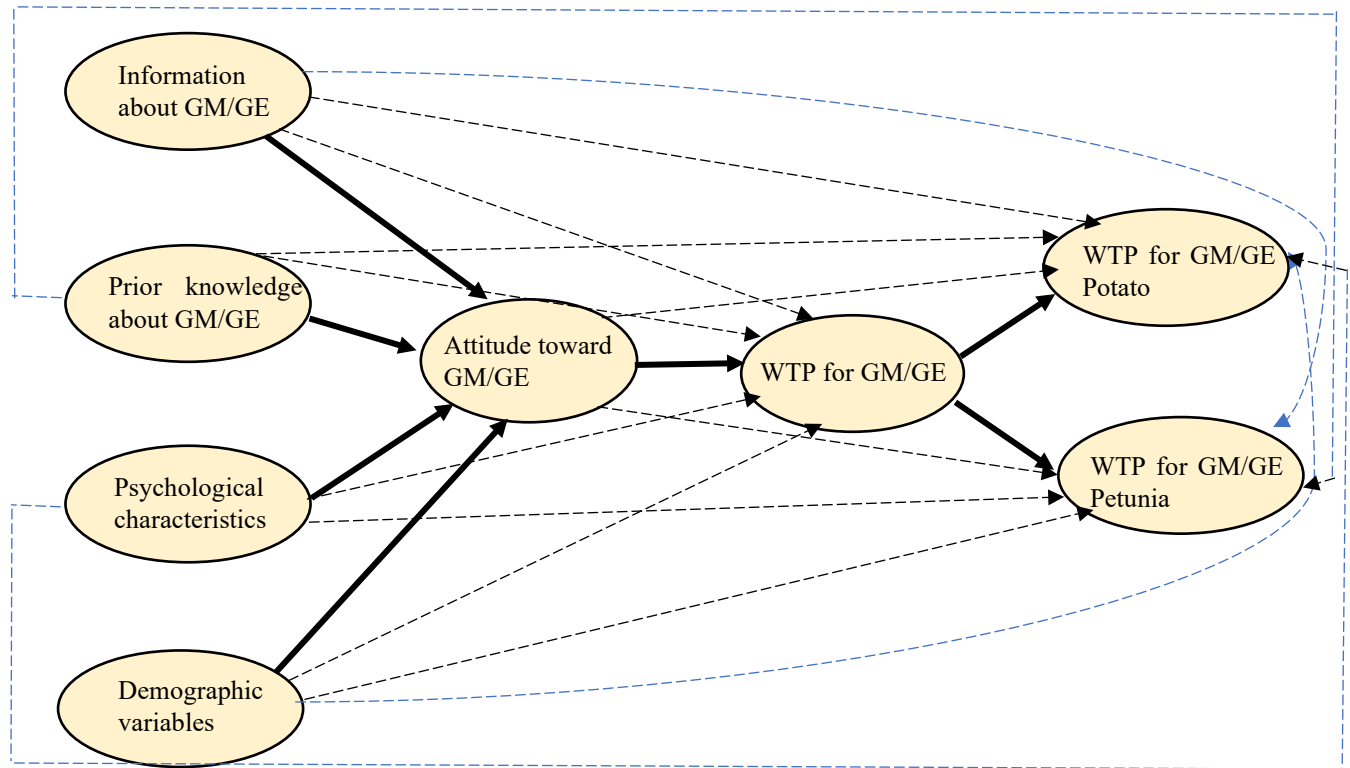 Information
about GM/GE
Prior knowledge
about GM/GE
Psychological
characteristics
Demographic
variables
Attitude toward
GM/GE
WTP for GM/GE
WTP for GM/GE
Potato
WTP for GM/GE
Petunia